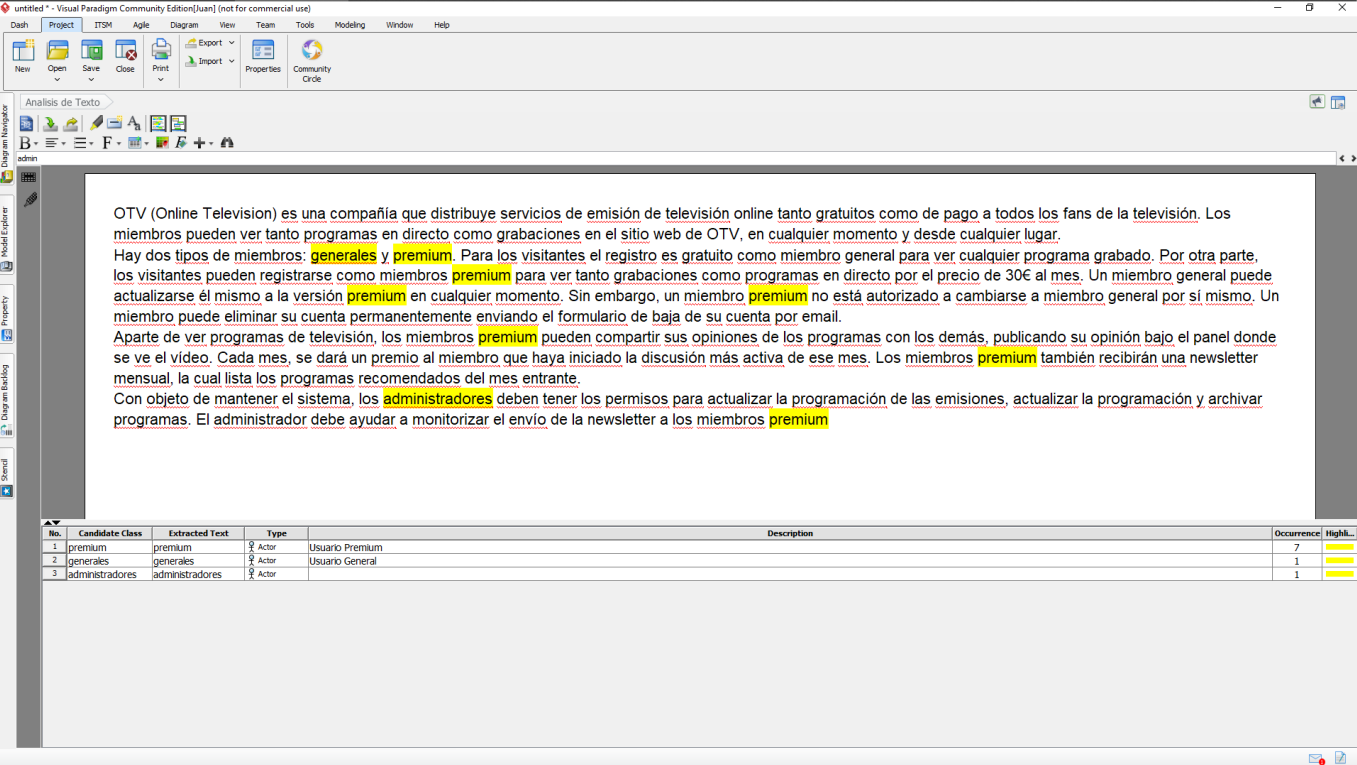 untitled * - Visual Paradigm Community Edition[Juan] (not for commercial use)
Dash Project ITSM Agile Diagram View Team Tools Modeling Window Help
New Open Save Close Print Export Import Properties Community Circle
Analisis de Texto
admin
Diagram Navigator
Model Explorer
Property
Diagram Backlog
Stencil
OTV (Online Television) es una compañía que distribuye servicios de emisión de televisión online tanto gratuitos como de pago a todos los fans de la televisión. Los
miembros pueden ver tanto programas en directo como grabaciones en el sitio web de OTV, en cualquier momento y desde cualquier lugar.
Hay dos tipos de miembros: generales y premium. Para los visitantes el registro es gratuito como miembro general para ver cualquier programa grabado. Por otra parte,
los visitantes pueden registrarse como miembros premium para ver tanto grabaciones como programas en directo por el precio de 30€ al mes. Un miembro general puede
actualizarse él mismo a la versión premium en cualquier momento. Sin embargo, un miembro premium no está autorizado a cambiarse a miembro general por sí mismo. Un
miembro puede eliminar su cuenta permanentemente enviando el formulario de baja de su cuenta por email.
Aparte de ver programas de televisión, los miembros premium pueden compartir sus opiniones de los programas con los demás, publicando su opinión bajo el panel donde
se ve el vídeo. Cada mes, se dará un premio al miembro que haya iniciado la discusión más activa de ese mes. Los miembros premium también recibirán una newsletter
mensual, la cual lista los programas recomendados del mes entrante.
Con objeto de mantener el sistema, los administradores deben tener los permisos para actualizar la programación de las emisiones, actualizar la programación y archivar
programas. El administrador debe ayudar a monitorizar el envío de la newsletter a los miembros premium
No. Candidate Class Extracted Text Type Description Occurrence Highli...
1 premium premium Actor Usuario Premium 7
2 generales generales Actor Usuario General 1
3 administradores administradores Actor 1